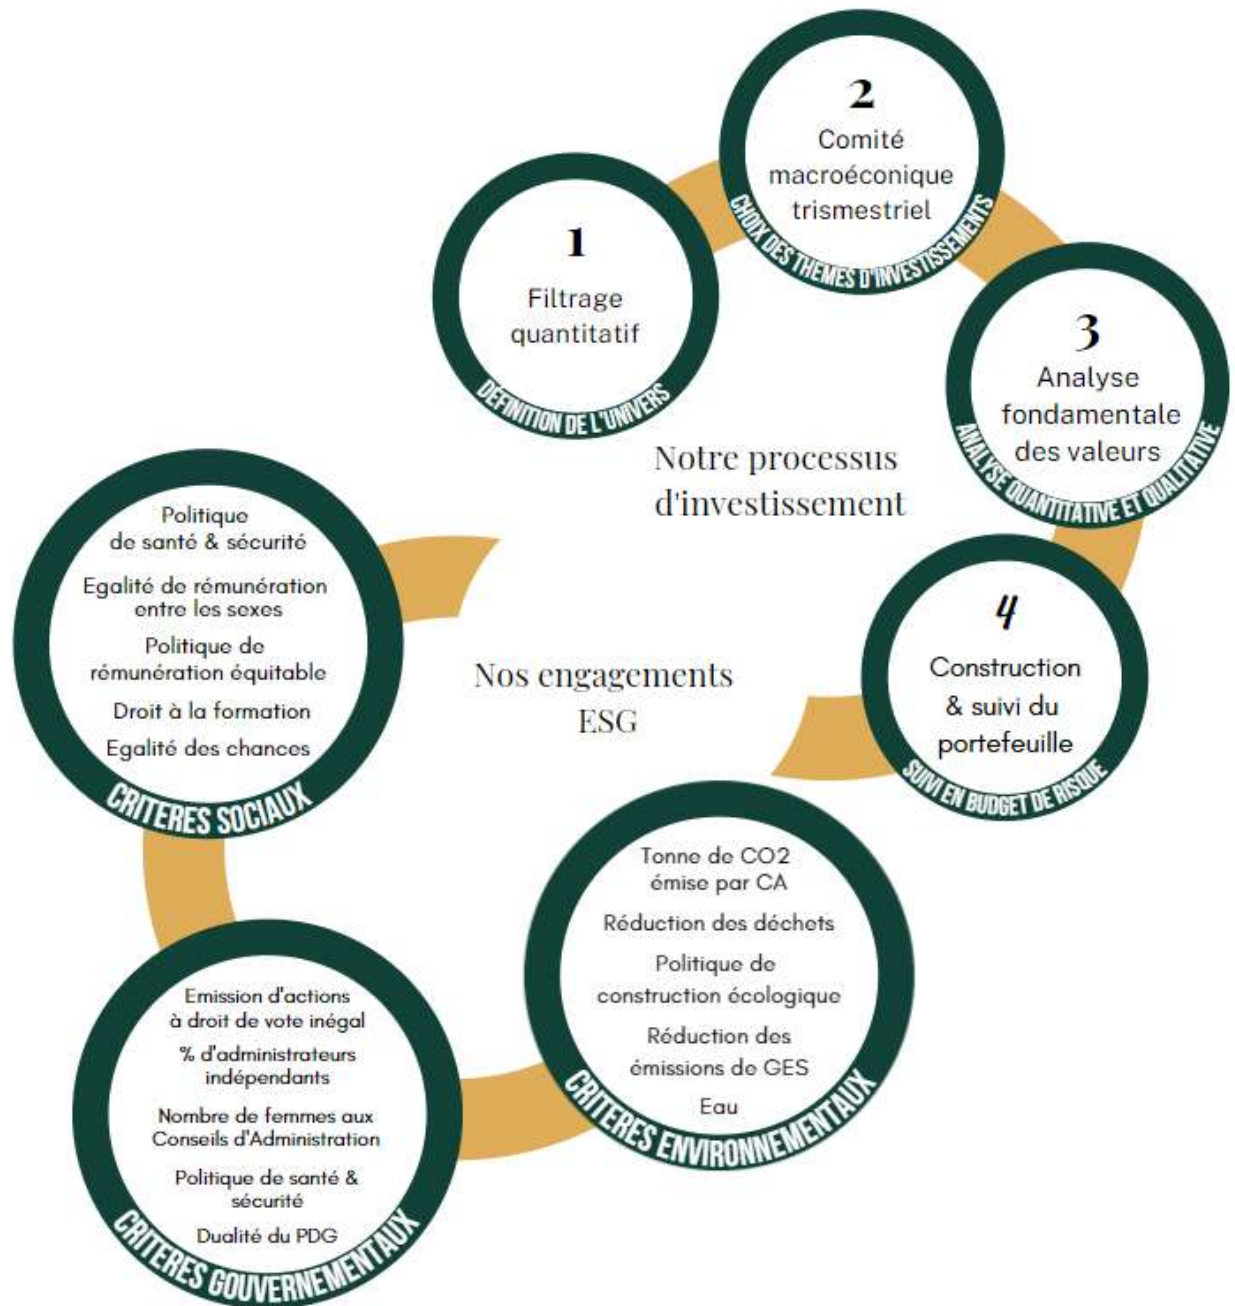 1
Filtrage
quantitatif
DÉFINITION DE L'UNIVERS
2
Comité
macroéconique
trismestriel
CHOIX DES THEMES D'INVESTISSEMENTS
3
Analyse
fondamentale
des valeurs
ANALYSE QUANTITATIVE ET QUALITATIVE
4
Construction
& suivi du
portefeuille
SUIVI EN BUDGET DE RISQUE
Notre processus
d'investissement
Nos engagements
ESG
Politique
de santé & sécurité
Egalité de rémunération
entre les sexes
Politique de
rémunération équitable
Droit à la formation
Egalité des chances
CRITERES SOCIAUX
Tonne de CO2
émise par CA
Réduction des déchets
Politique de
construction écologique
Réduction des
émissions de GES
Eau
CRITERES ENVIRONNEMENTAUX
Emission d'actions
à droit de vote inégal
% d'administrateurs
indépendants
Nombre de femmes aux
Conseils d'Administration
Politique de santé &
sécurité
Dualité du PDG
CRITERES GOUVERNEMENTAUX